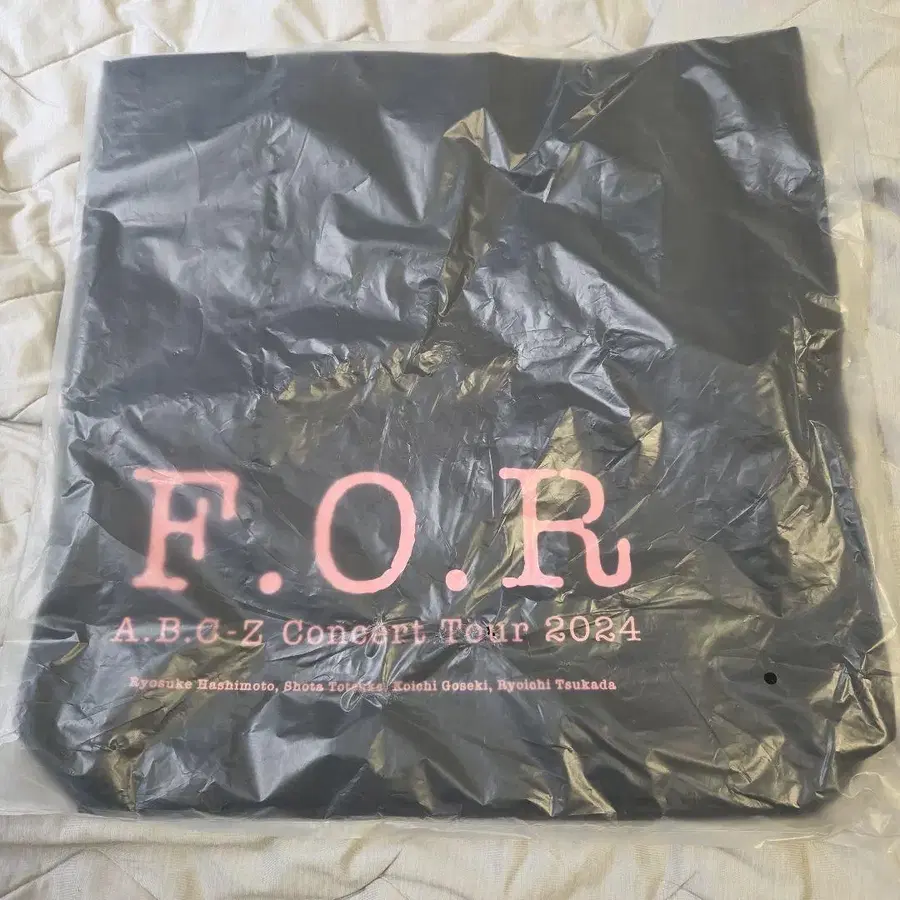 F.O.R
A.B.C-Z Concert Tour 2024
Ryosuke Hashimoto, Shota Totsuka, Koichi Goseki, Ryoichi Tsukada